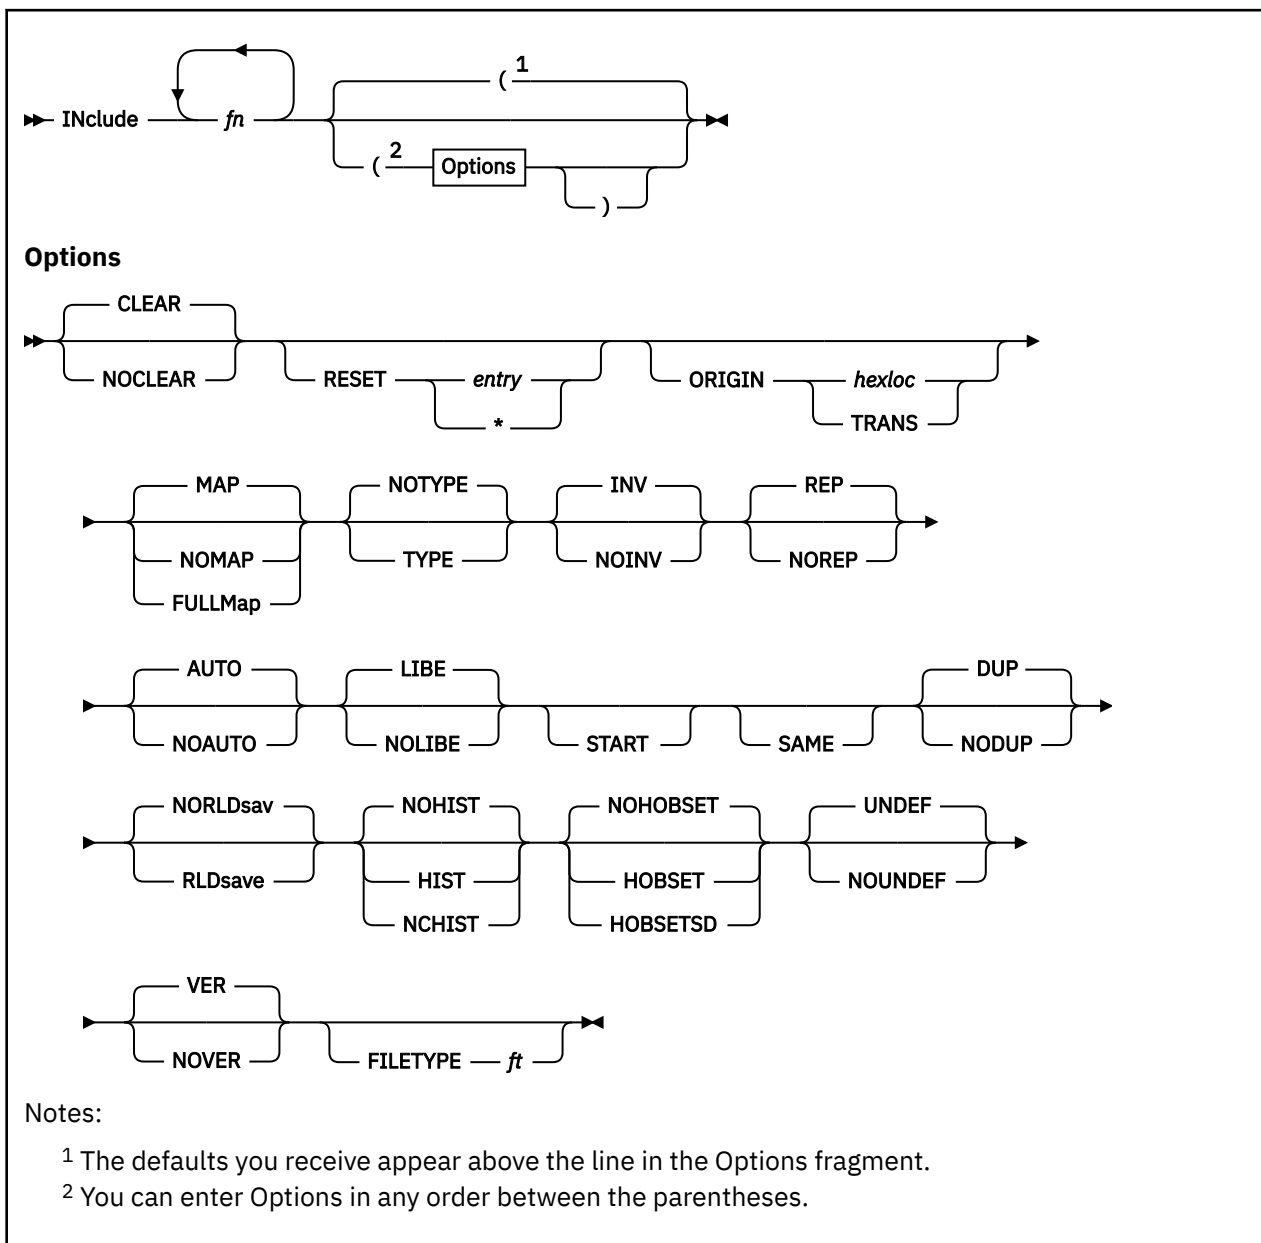 1
(
INclude fn
2
( Options
)
Options
CLEAR
NOCLEAR RESET entry ORIGIN hexloc
* TRANS
MAP NOTYPE INV REP
NOMAP TYPE NOINV NOREP
FULLMap
AUTO LIBE DUP
NOAUTO NOLIBE START SAME NODUP
NORLDsav NOHIST NOHOBSET UNDEF
RLDsave HIST HOBSET NOUNDEF
NCHIST HOBSETSD
VER
NOVER FILETYPE ft
Notes:
1 The defaults you receive appear above the line in the Options fragment.
2 You can enter Options in any order between the parentheses.